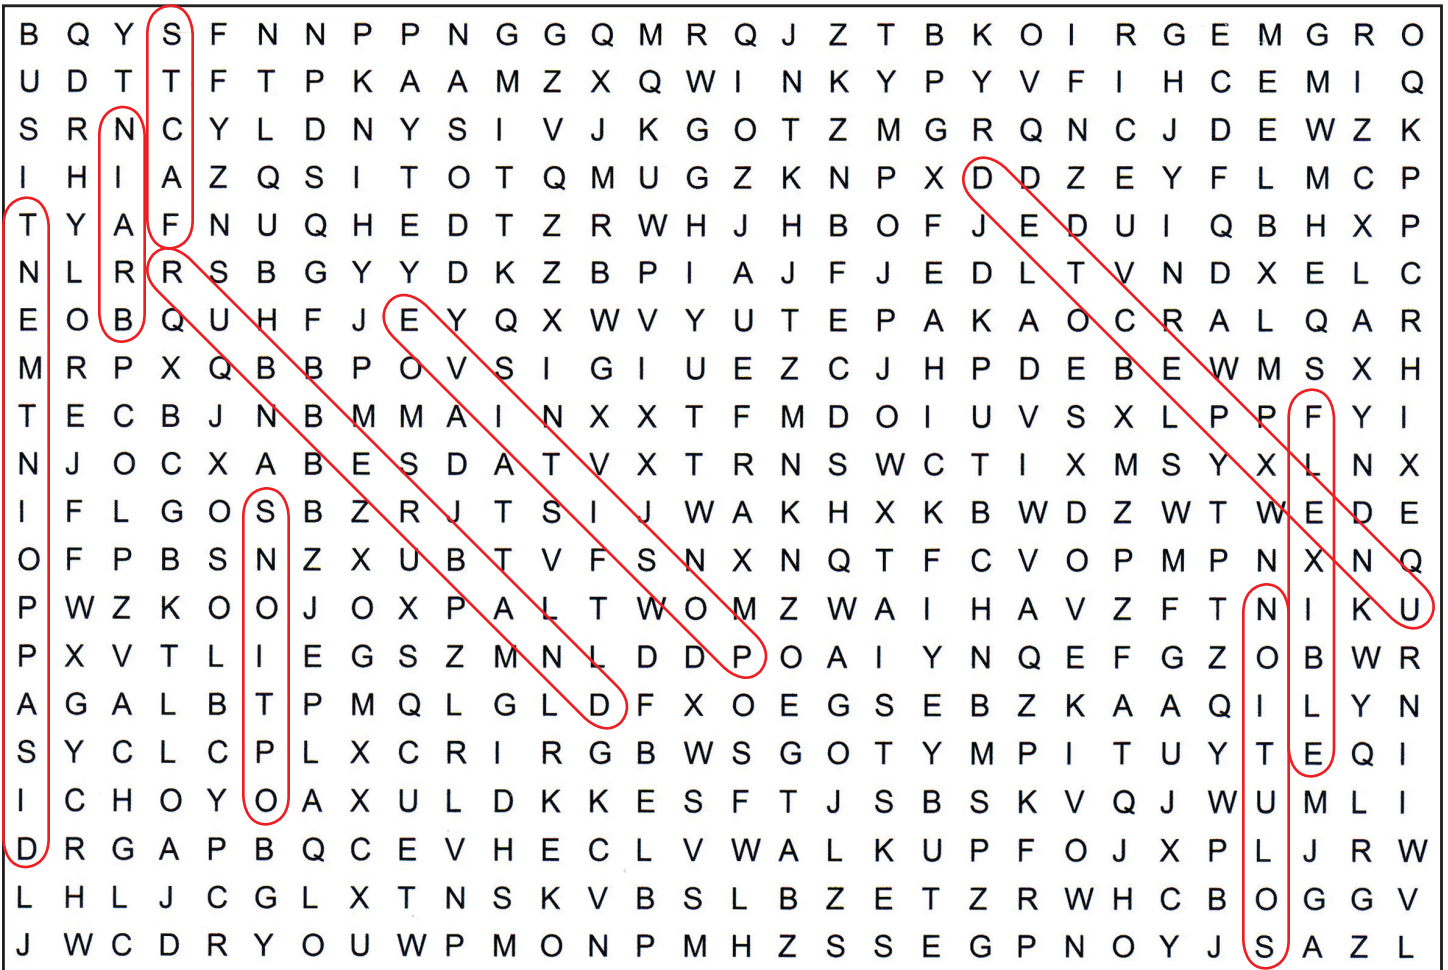 B Q Y S F N N P P N G G Q M R Q J Z T B K O I R G E M G R O
U D T T F T P K A A M Z X Q W I N K Y P Y V F I H C E M I Q
S R N C Y L D N Y S I V J K G O T Z M G R Q N C J D E W Z K
I H I A Z Q S I T O T Q M U G Z K N P X D D Z E Y F L M C P
T Y A F N U Q H E D T Z R W H J H B O F J E D U I Q B H X P
N L R R S B G Y Y D K Z B P I A J F J E D L T V N D X E L C
E O B Q U H F J E Y Q X W V Y U T E P A K A O C R A L Q A R
M R P X Q B B P O V S I G I U E Z C J H P D E B E W M S X H
T E C B J N B M M A I N X X T F M D O I U V S X L P P F Y I
N J O C X A B E S D A T V X T R N S W C T I X M S Y X L N X
I F L G O S B Z R J T S I J W A K H X K B W D Z W T W E D E
O F P B S N Z X U B T V F S N X N Q T F C V O P M P N X N Q
P W Z K O O J O X P A L T W O M Z W A I H A V Z F T N I K U
P X V T L I E G S Z M N L D D P O A I Y N Q E F G Z O B W R
A G A L B T P M Q L G L D F X O E G S E B Z K A A Q I L Y N
S Y C L C P L X C R I R G B W S G O T Y M P I T U Y T E Q I
I C H O Y O A X U L D K K E S F T J S B S K V Q J W U M L I
D R G A P B Q C E V H E C L V W A L K U P F O J X P L J R W
L H L J C G L X T N S K V B S L B Z E T Z R W H C B O G G V
J W C D R Y O U W P M O N P M H Z S S E G P N O Y J S A Z L